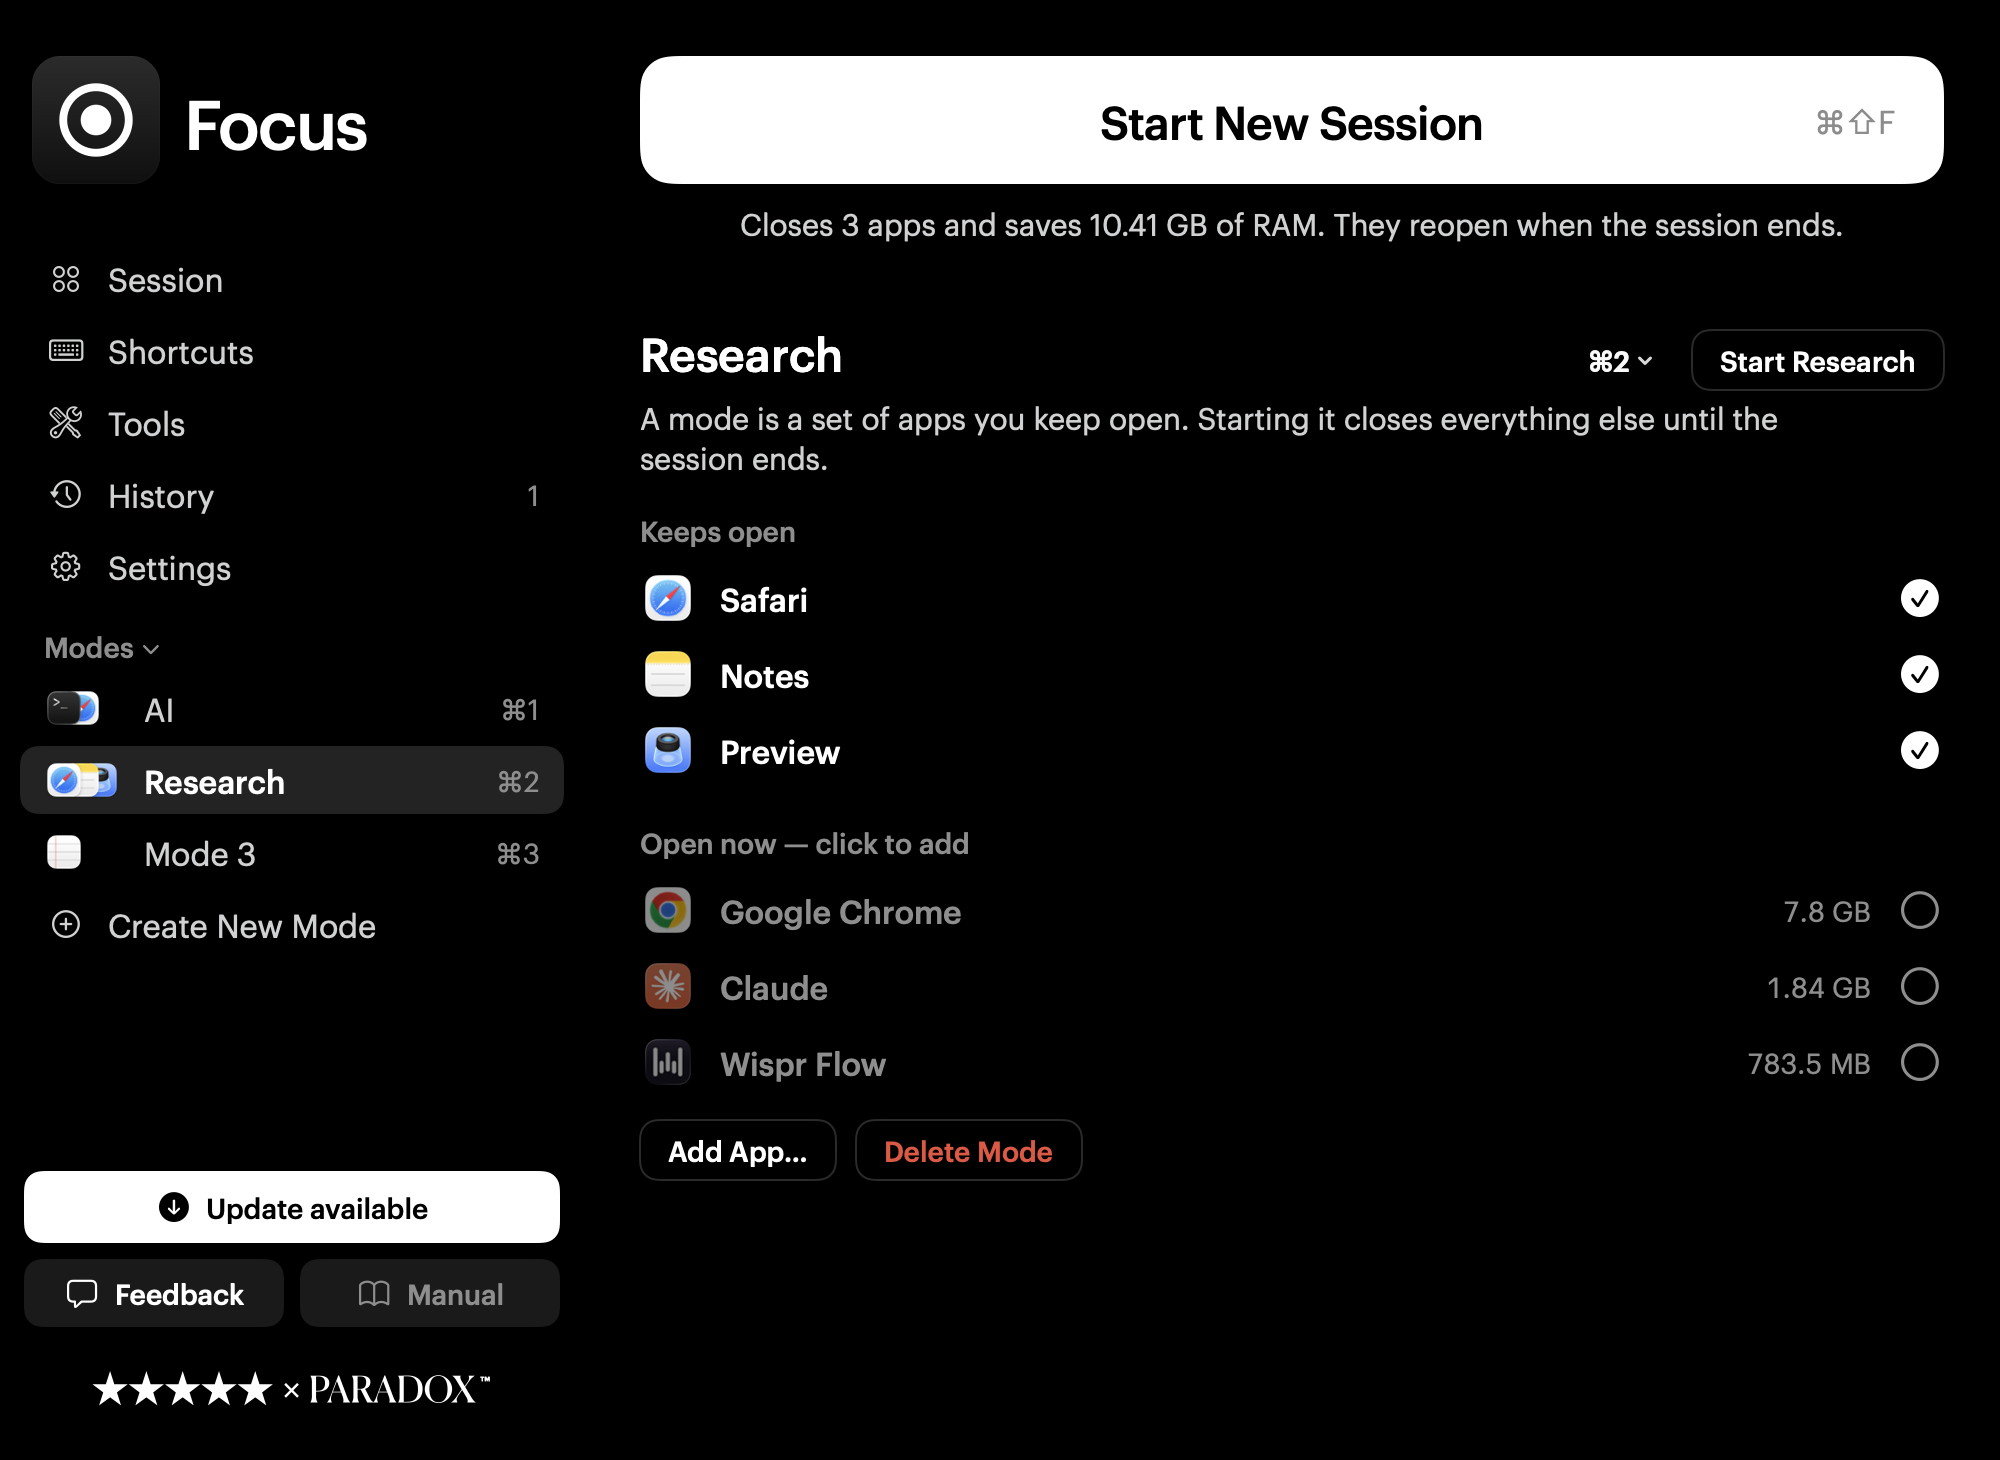 Focus
Session
Shortcuts
Tools
History 1
Settings
Modes
AI ⌘1
Research ⌘2
Mode 3 ⌘3
Create New Mode
Update available
Feedback
Manual
★★★★★ × PARADOX™
Start New Session ⌘⇧F
Closes 3 apps and saves 10.41 GB of RAM. They reopen when the session ends.
Research ⌘2 Start Research
A mode is a set of apps you keep open. Starting it closes everything else until the
session ends.
Keeps open
Safari
Notes
Preview
Open now — click to add
Google Chrome 7.8 GB
Claude 1.84 GB
Wispr Flow 783.5 MB
Add App...
Delete Mode